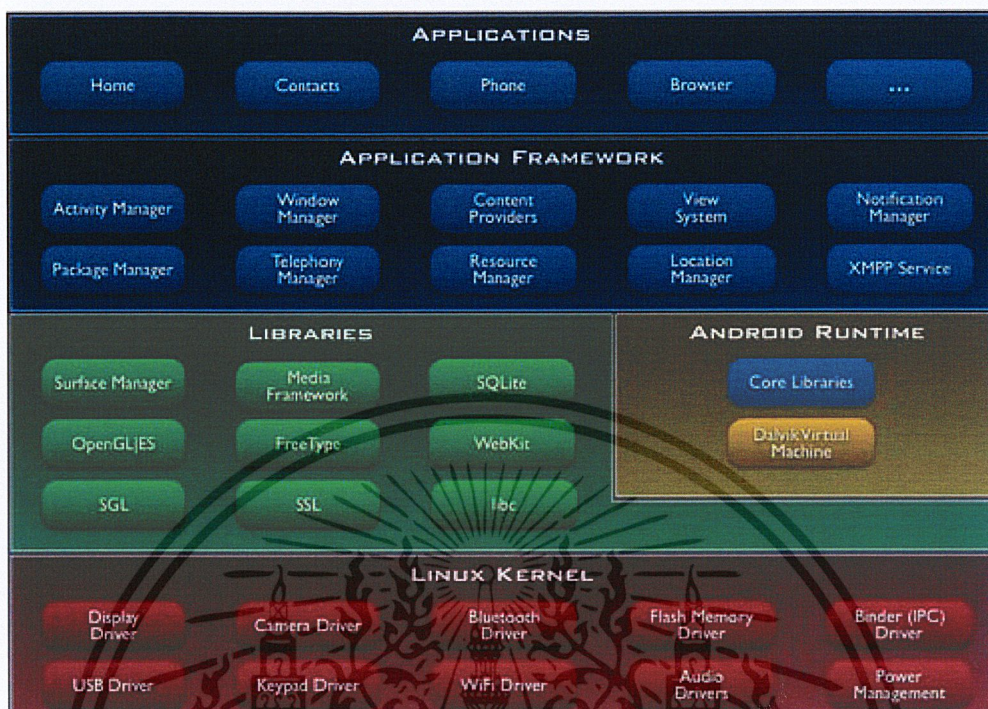 APPLICATIONS
Home
Contacts
Phone
Browser
...
APPLICATION FRAMEWORK
Activity Manager
Window
Manager
Content
Providers
View
System
Notification
Manager
Package Manager
Telephony
Manager
Resource
Manager
Location
Manager
XMPP Service
LIBRARIES
Surface Manager
Media
Framework
SQLite
OpenGL|ES
FreeType
WebKit
SGL
SSL
libc
ANDROID RUNTIME
Core Libraries
Dalvik Virtual
Machine
LINUX KERNEL
Display
Driver
Camera Driver
Bluetooth
Driver
Flash Memory
Driver
Binder (IPC)
Driver
USB Driver
Keypad Driver
WiFi Driver
Audio
Drivers
Power
Management